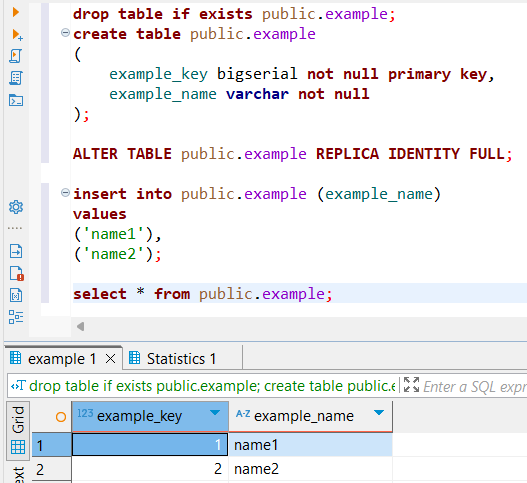 drop table if exists public.example;
create table public.example
(
    example_key bigserial not null primary key,
    example_name varchar not null
);
ALTER TABLE public.example REPLICA IDENTITY FULL;
insert into public.example (example_name)
values
('name1'),
('name2');
select * from public.example;
example 1 Statistics 1
drop table if exists public.example; create table public.e Enter a SQL expr
Grid
123 example_key A-Z example_name
1 1 name1
2 2 name2